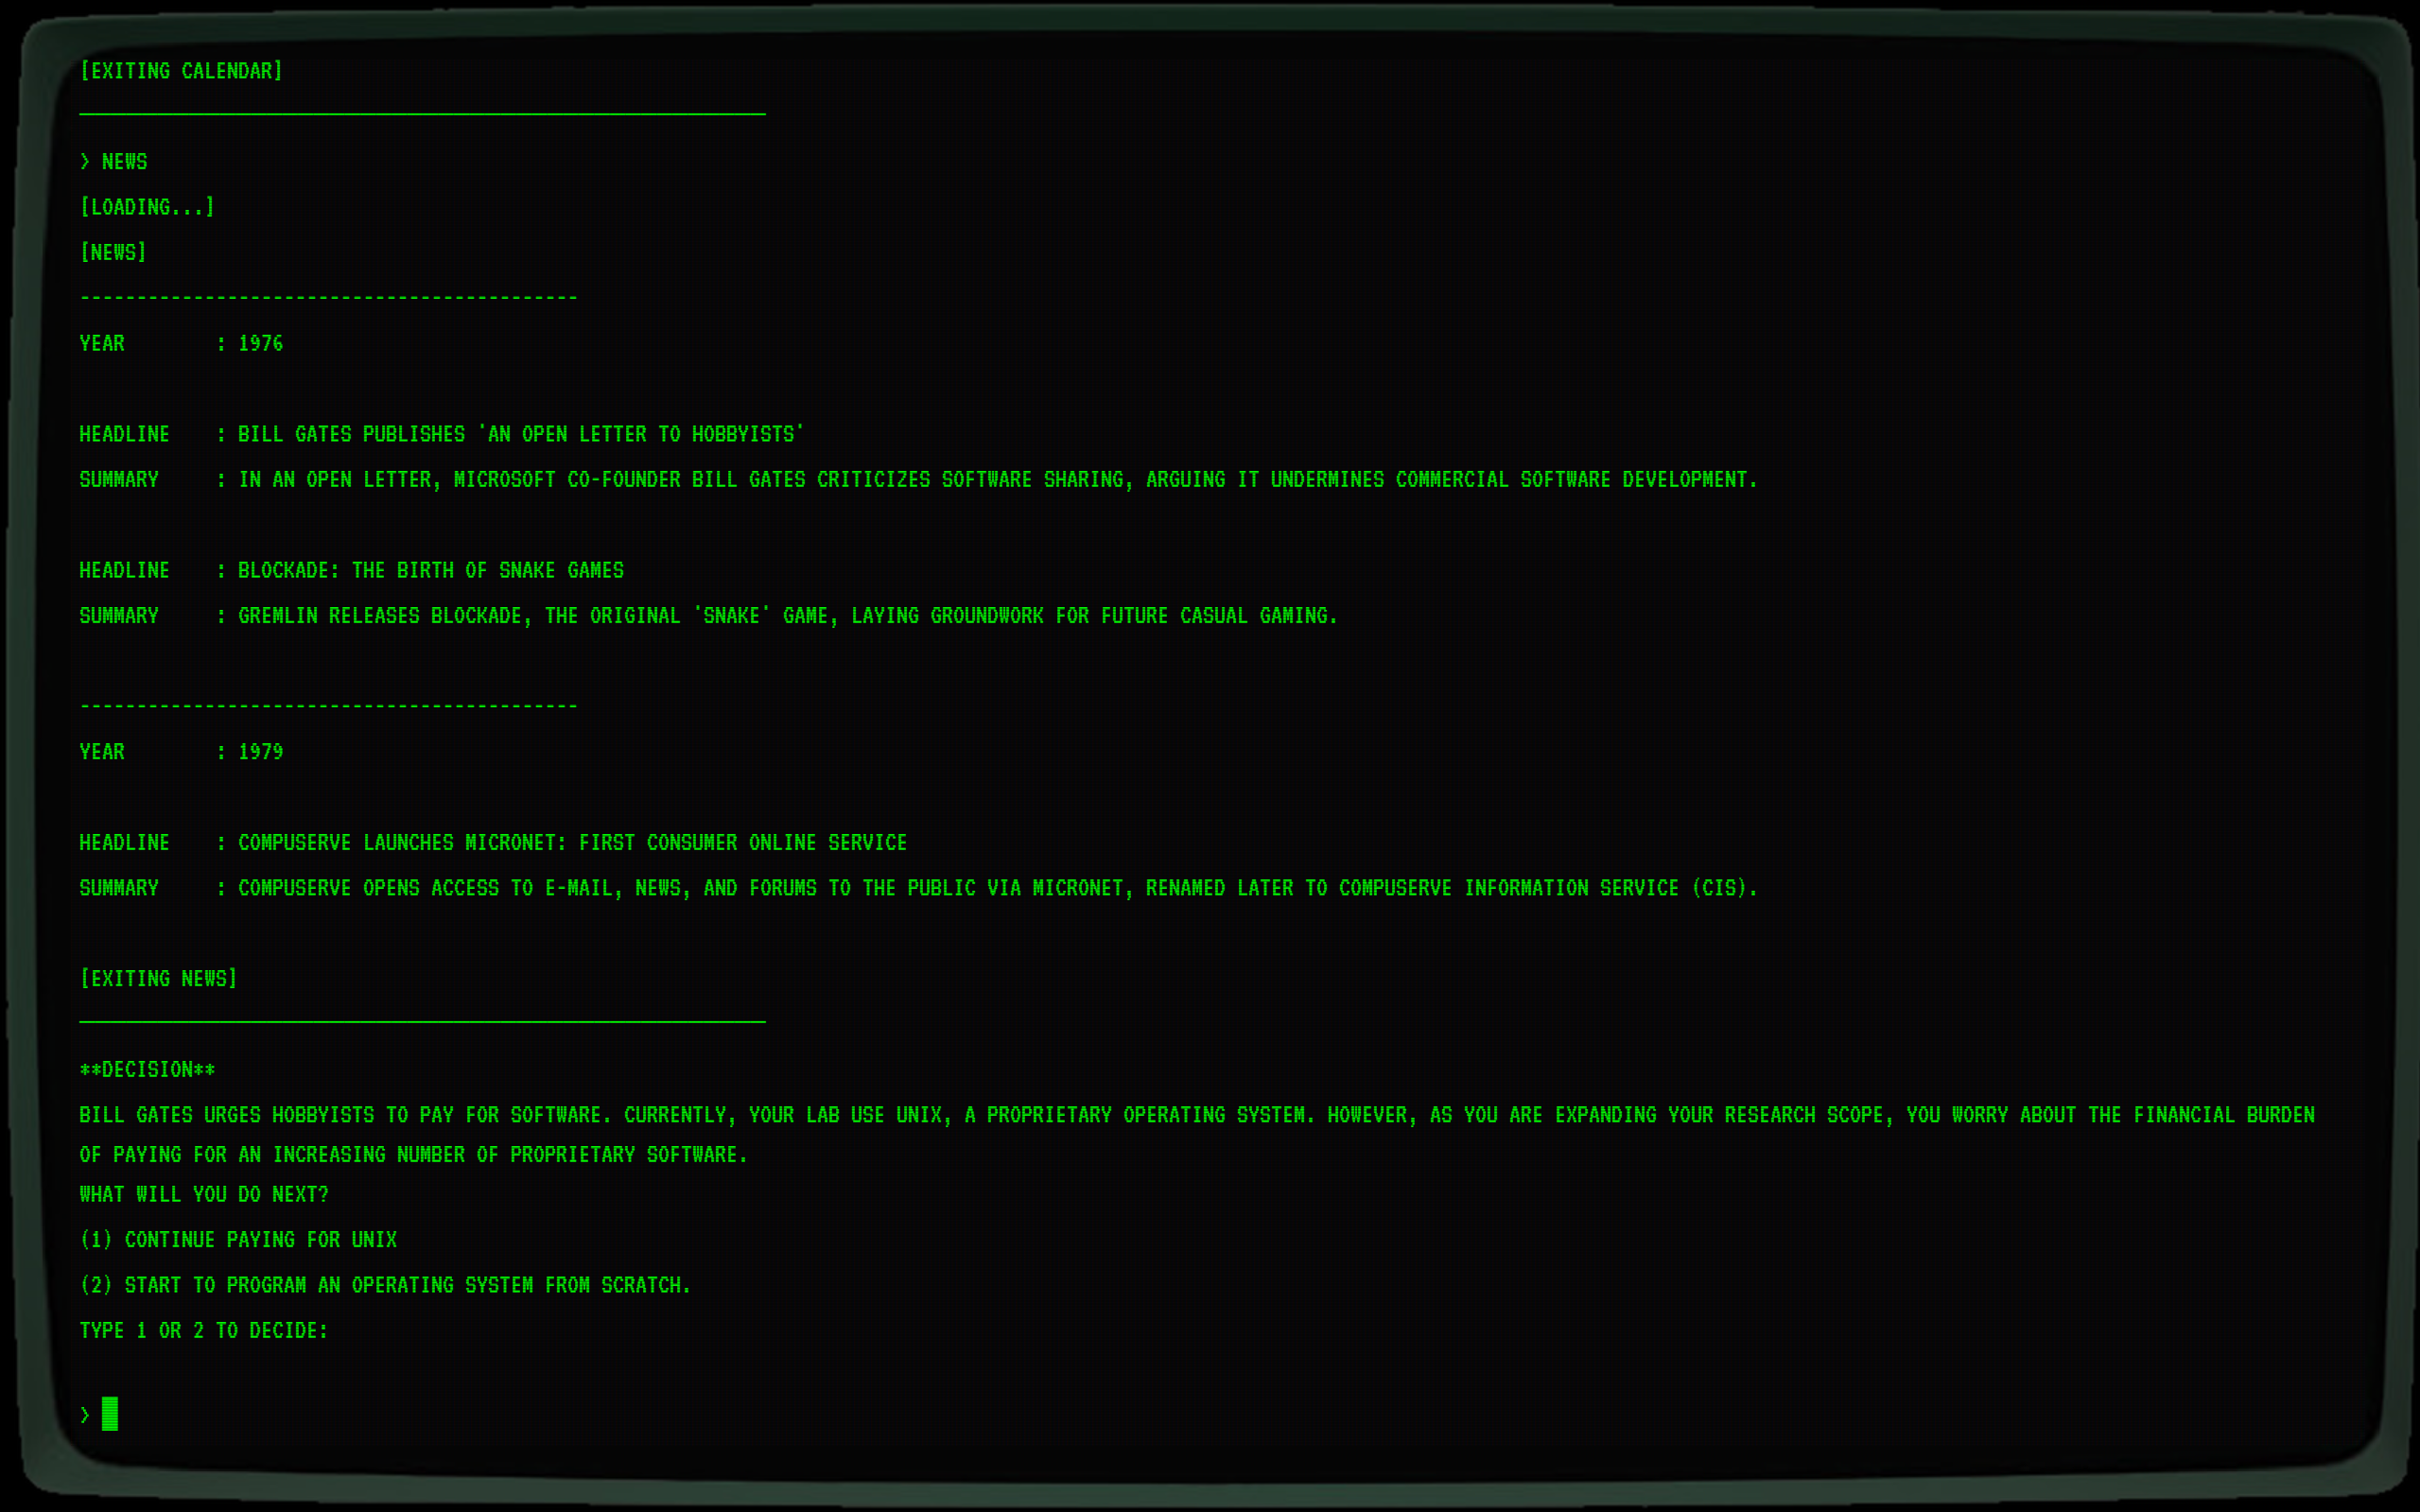 [EXITING CALENDAR]
> NEWS
[LOADING...]
[NEWS]
--------------------------------------------
YEAR : 1976
HEADLINE : BILL GATES PUBLISHES 'AN OPEN LETTER TO HOBBYISTS'
SUMMARY : IN AN OPEN LETTER, MICROSOFT CO-FOUNDER BILL GATES CRITICIZES SOFTWARE SHARING, ARGUING IT UNDERMINES COMMERCIAL SOFTWARE DEVELOPMENT.
HEADLINE : BLOCKADE: THE BIRTH OF SNAKE GAMES
SUMMARY : GREMLIN RELEASES BLOCKADE, THE ORIGINAL 'SNAKE' GAME, LAYING GROUNDWORK FOR FUTURE CASUAL GAMING.
--------------------------------------------
YEAR : 1979
HEADLINE : COMPUSERVE LAUNCHES MICRONET: FIRST CONSUMER ONLINE SERVICE
SUMMARY : COMPUSERVE OPENS ACCESS TO E-MAIL, NEWS, AND FORUMS TO THE PUBLIC VIA MICRONET, RENAMED LATER TO COMPUSERVE INFORMATION SERVICE (CIS).
[EXITING NEWS]
**DECISION**
BILL GATES URGES HOBBYISTS TO PAY FOR SOFTWARE. CURRENTLY, YOUR LAB USE UNIX, A PROPRIETARY OPERATING SYSTEM. HOWEVER, AS YOU ARE EXPANDING YOUR RESEARCH SCOPE, YOU WORRY ABOUT THE FINANCIAL BURDEN
OF PAYING FOR AN INCREASING NUMBER OF PROPRIETARY SOFTWARE.
WHAT WILL YOU DO NEXT?
(1) CONTINUE PAYING FOR UNIX
(2) START TO PROGRAM AN OPERATING SYSTEM FROM SCRATCH.
TYPE 1 OR 2 TO DECIDE:
>